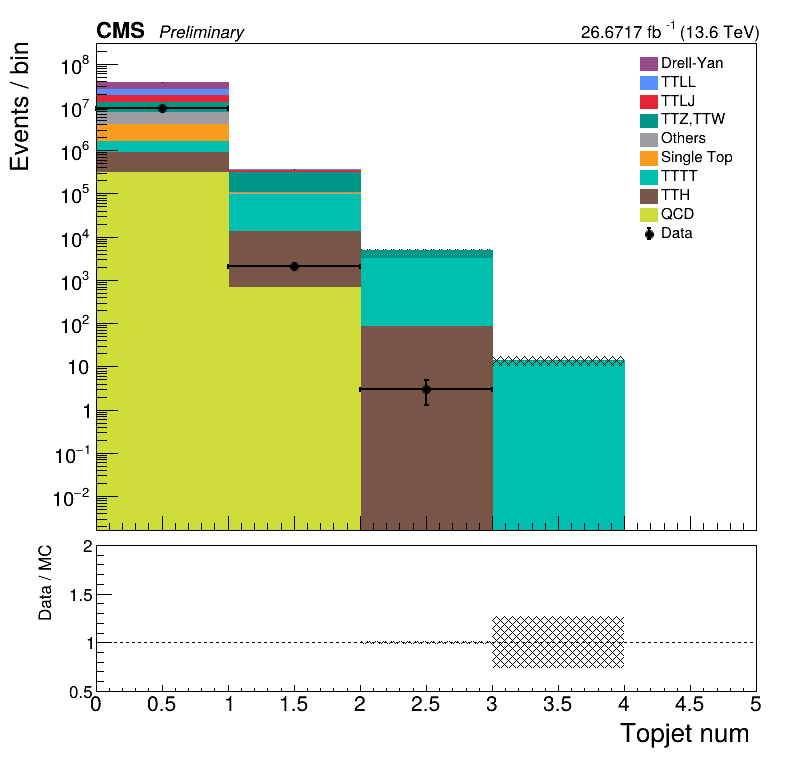 CMS Preliminary 26.6717 fb⁻¹ (13.6 TeV)
Events / bin
10⁸
10⁷
10⁶
10⁵
10⁴
10³
10²
10
1
10⁻¹
10⁻²
Drell-Yan
TTLL
TTLJ
TTZ,TTW
Others
Single Top
TTTT
TTH
QCD
Data
Data / MC
2
1.5
1
0.5
0 0.5 1 1.5 2 2.5 3 3.5 4 4.5 5
Topjet num